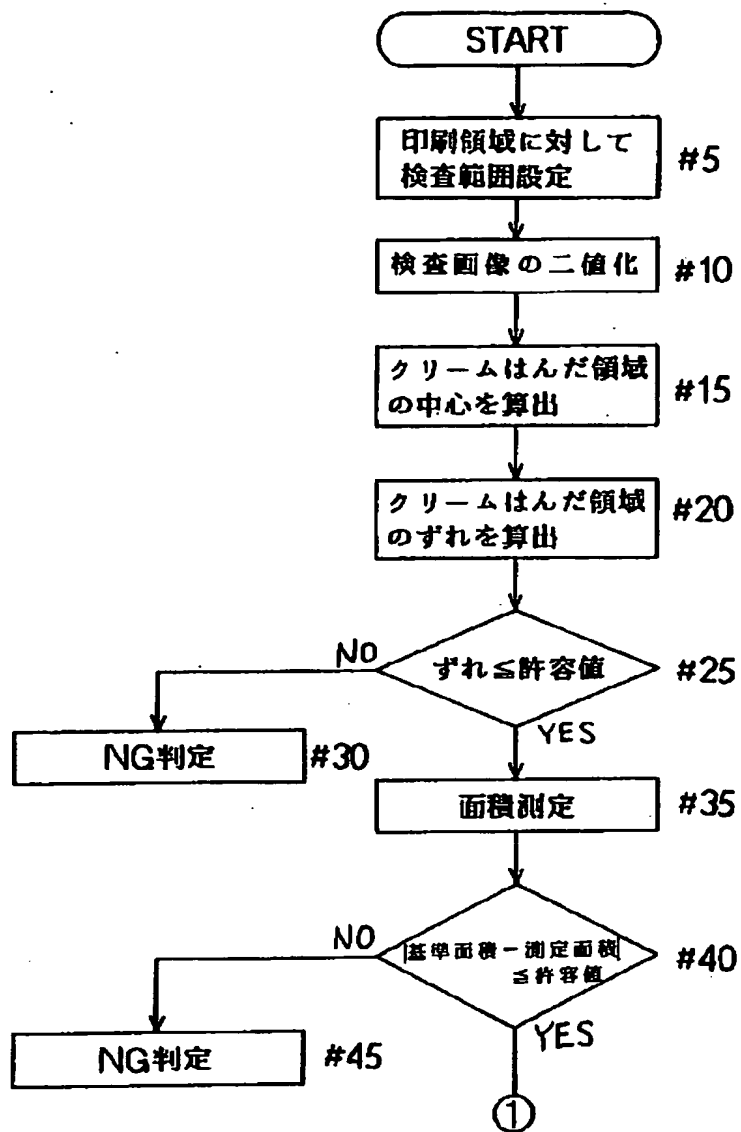 START
印刷領域に対して
検査範囲設定
#5
検査画像の二値化
#10
クリームはんだ領域
の中心を算出
#15
クリームはんだ領域
のずれを算出
#20
ずれ≦許容値
#25
NO
YES
NG判定
#30
面積測定
#35
|基準面積－測定面積|
≦許容値
#40
NO
YES
NG判定
#45
①